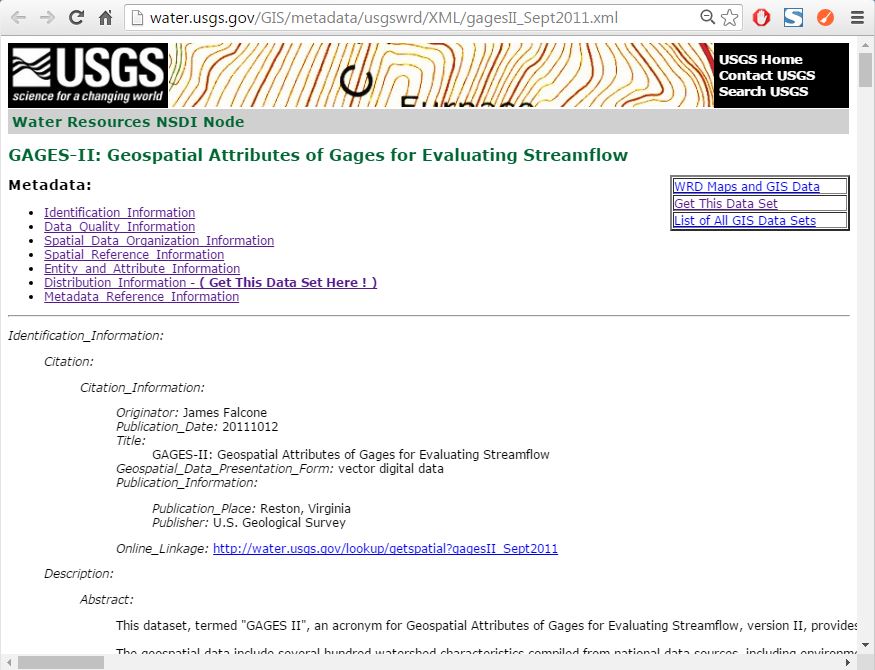 water.usgs.gov/GIS/metadata/usgswrd/XML/gagesII_Sept2011.xml
USGS
science for a changing world
USGS Home
Contact USGS
Search USGS
Water Resources NSDI Node
GAGES-II: Geospatial Attributes of Gages for Evaluating Streamflow
Metadata:
WRD Maps and GIS Data
Get This Data Set
List of All GIS Data Sets
Identification_Information
Data_Quality_Information
Spatial_Data_Organization_Information
Spatial_Reference_Information
Entity_and_Attribute_Information
Distribution_Information - ( Get This Data Set Here ! )
Metadata_Reference_Information
Identification_Information:
Citation:
Citation_Information:
Originator: James Falcone
Publication_Date: 20111012
Title:
GAGES-II: Geospatial Attributes of Gages for Evaluating Streamflow
Geospatial_Data_Presentation_Form: vector digital data
Publication_Information:
Publication_Place: Reston, Virginia
Publisher: U.S. Geological Survey
Online_Linkage: http://water.usgs.gov/lookup/getspatial?gagesII_Sept2011
Description:
Abstract:
This dataset, termed "GAGES II", an acronym for Geospatial Attributes of Gages for Evaluating Streamflow, version II, provides
The geospatial data include several hundred watershed characteristics compiled from national data sources, including